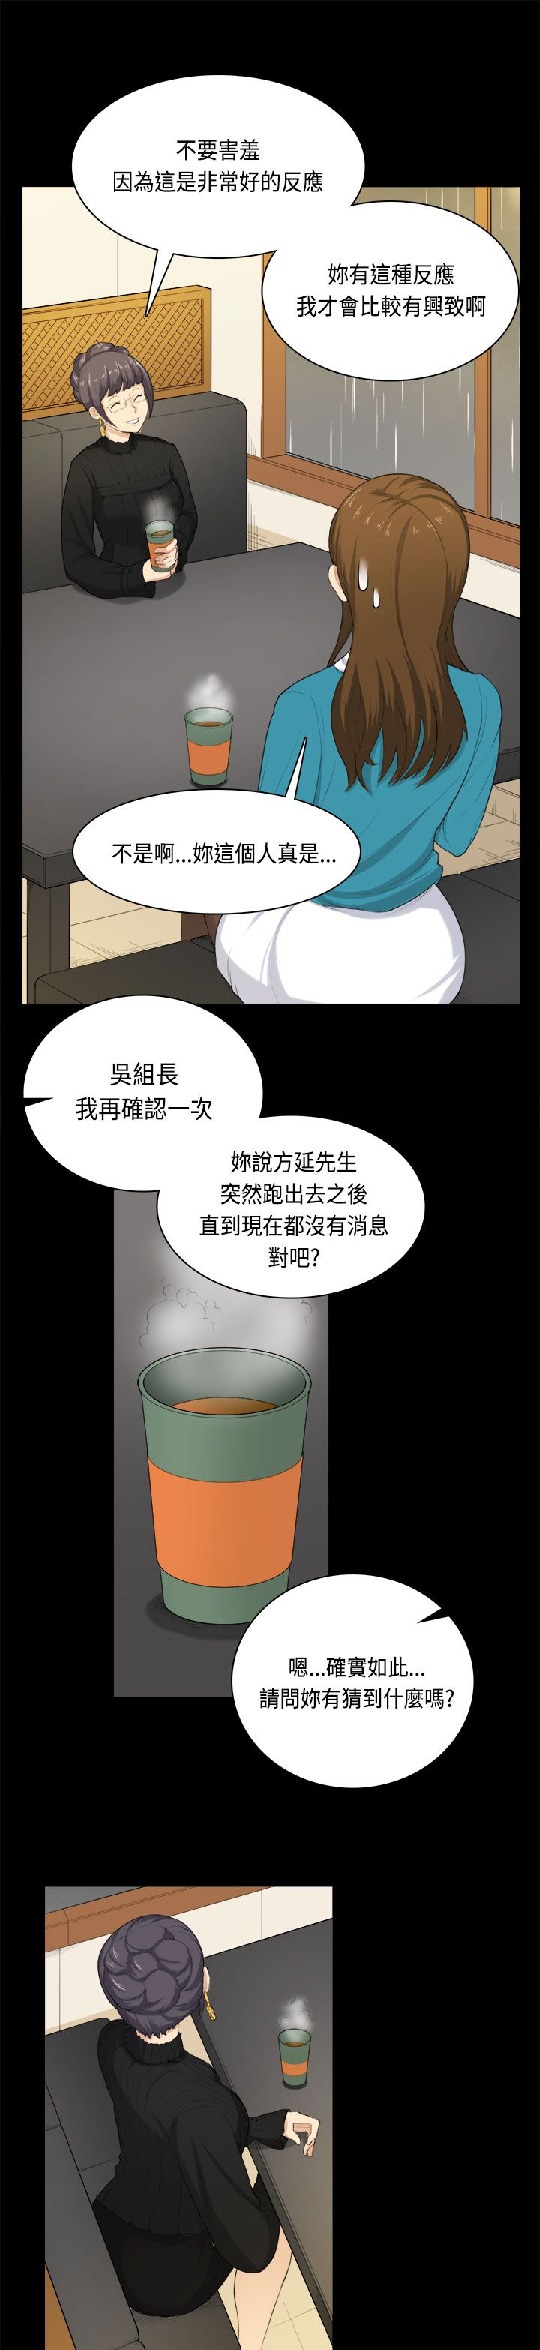 不要害羞
因為這是非常好的反應
妳有這種反應
我才會比較有興致啊
不是啊...妳這個人真是...
吳組長
我再確認一次
妳說方延先生
突然跑出去之後
直到現在都沒有消息
對吧?
嗯...確實如此...
請問妳有猜到什麼嗎?